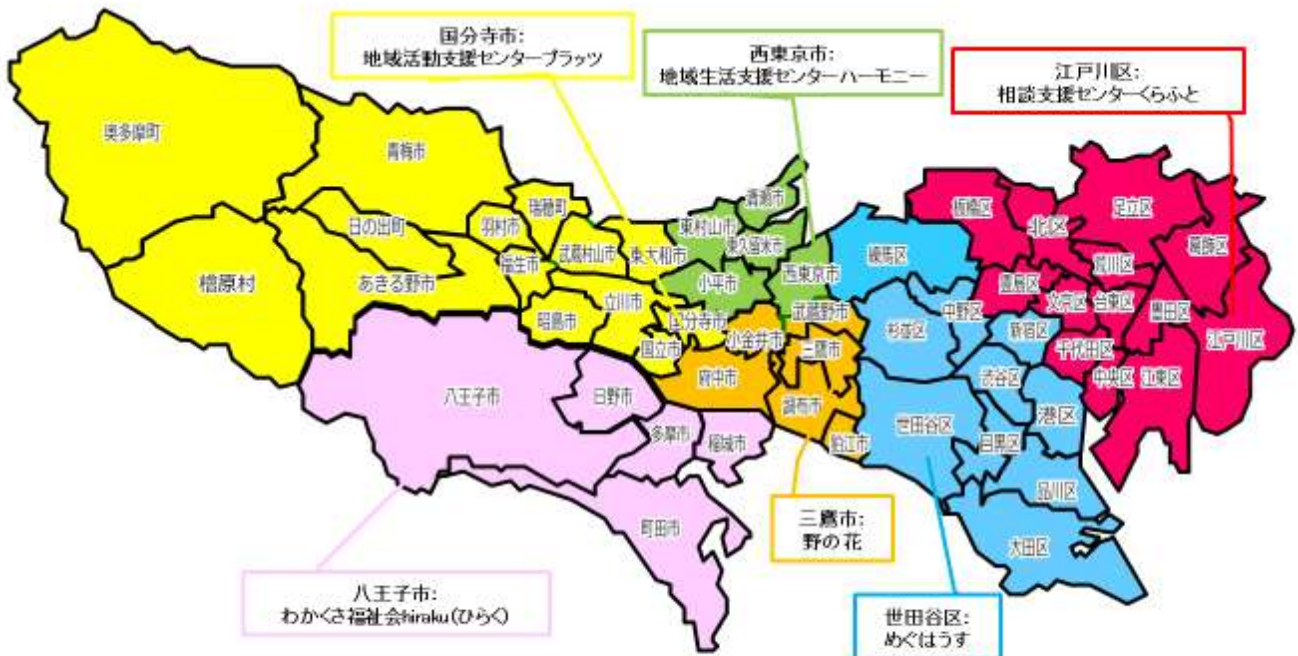 国分寺市:
地域活動支援センタープラッツ
西東京市:
地域生活支援センターハーモニー
江戸川区:
相談支援センターくらふと
奥多摩町
青梅市
日の出町
檜原村
あきる野市
羽村市
瑞穂町
福生市
武蔵村山市
東大和市
昭島市
立川市
国分寺市
国立市
東村山市
清瀬市
東久留米市
小平市
西東京市
武蔵野市
小金井市
三鷹市
府中市
調布市
狛江市
八王子市
日野市
多摩市
稲城市
町田市
練馬区
杉並区
中野区
新宿区
渋谷区
世田谷区
目黒区
港区
品川区
大田区
板橋区
北区
足立区
葛飾区
荒川区
豊島区
文京区
台東区
墨田区
千代田区
中央区
江東区
江戸川区
三鷹市:
野の花
八王子市:
わかくさ福祉会hiraku(ひらく)
世田谷区:
めぐはうす